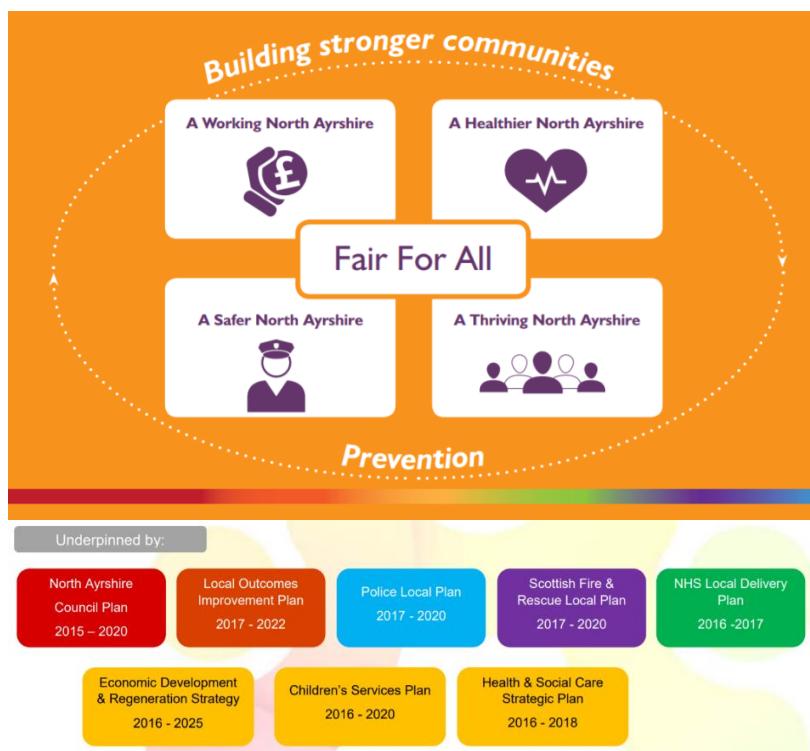 Building stronger communities
A Working North Ayrshire
A Healthier North Ayrshire
£
Fair For All
A Safer North Ayrshire
A Thriving North Ayrshire
Prevention
Underpinned by:
North Ayrshire
Council Plan
2015 – 2020
Local Outcomes
Improvement Plan
2017 - 2022
Police Local Plan
2017 - 2020
Scottish Fire &
Rescue Local Plan
2017 - 2020
NHS Local Delivery
Plan
2016 -2017
Economic Development
& Regeneration Strategy
2016 - 2025
Children's Services Plan
2016 - 2020
Health & Social Care
Strategic Plan
2016 - 2018